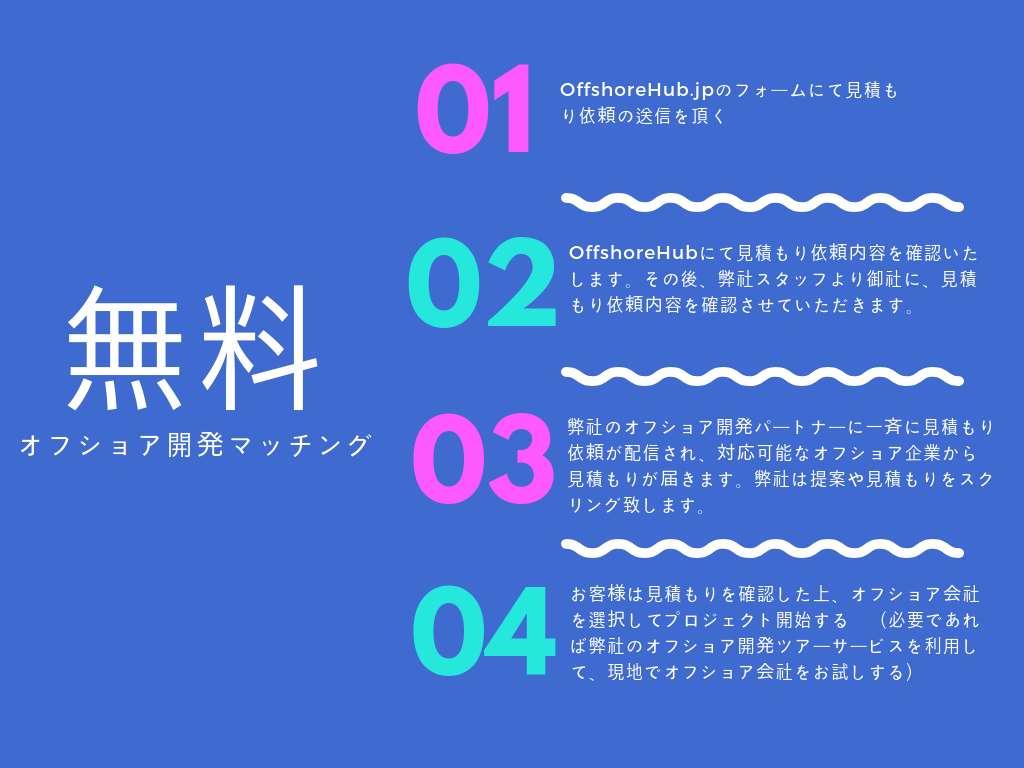 無料
オフショア開発マッチング
01
OffshoreHub.jpのフォームにて見積も
り依頼の送信を頂く
02
OffshoreHubにて見積もり依頼内容を確認いた
します。その後、弊社スタッフより御社に、見積
もり依頼内容を確認させていただきます。
03
弊社のオフショア開発パートナーに一斉に見積もり
依頼が配信され、対応可能なオフショア企業から
見積もりが届きます。弊社は提案や見積もりをスク
リング致します。
04
お客様は見積もりを確認した上、オフショア会社
を選択してプロジェクト開始する　（必要であれ
ば弊社のオフショア開発ツアーサービスを利用し
て、現地でオフショア会社をお試しする）